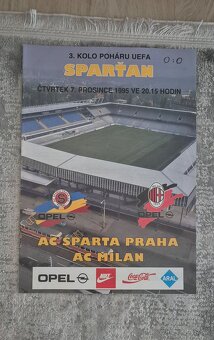 3. KOLO POHÁRU UEFA
0:0
SPARŤAN
ČTVRTEK 7. PROSINCE 1995 VE 20.15 HODIN
OPEL
OPEL
AC SPARTA PRAHA
AC MILAN
OPEL
NIKE
Coca-Cola
ARAL